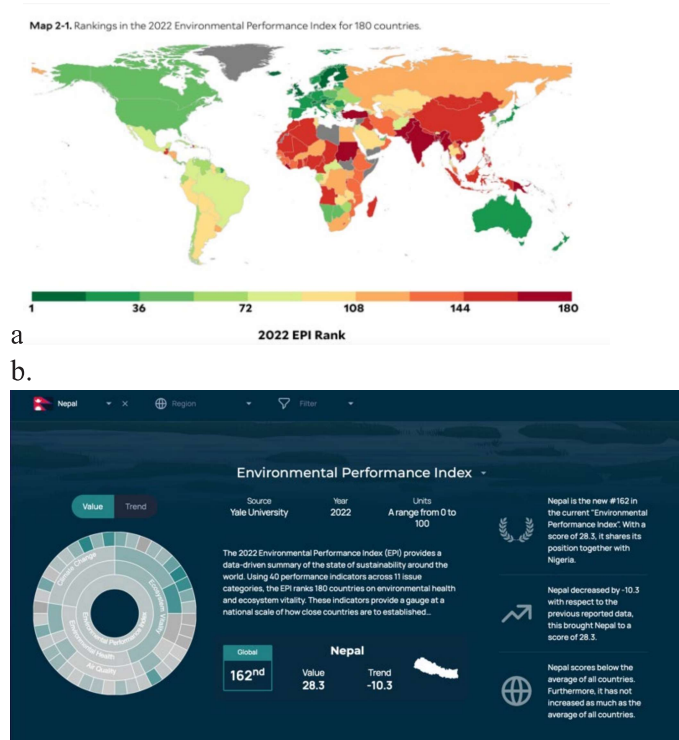 Map 2-1. Rankings in the 2022 Environmental Performance Index for 180 countries.
1 36 72 108 144 180
2022 EPI Rank
a
b.
Nepal
Region
Filter
Environmental Performance Index
Value
Trend
Source
Yale University
Year
2022
Units
A range from 0 to
100
The 2022 Environmental Performance Index (EPI) provides a
data-driven summary of the state of sustainability around the
world. Using 40 performance indicators across 11 issue
categories, the EPI ranks 180 countries on environmental health
and ecosystem vitality. These indicators provide a gauge at a
national scale of how close countries are to established...
Climate Change
Ecosystem Vitality
Environmental Performance Index
Environmental Health
Air Quality
Global
162nd
Nepal
Value
28.3
Trend
-10.3
Nepal is the new #162 in
the current "Environmental
Performance Index". With a
score of 28.3, it shares its
position together with
Nigeria.
Nepal decreased by -10.3
with respect to the
previous reported data,
this brought Nepal to a
score of 28.3.
Nepal scores below the
average of all countries.
Furthermore, it has not
increased as much as the
average of all countries.